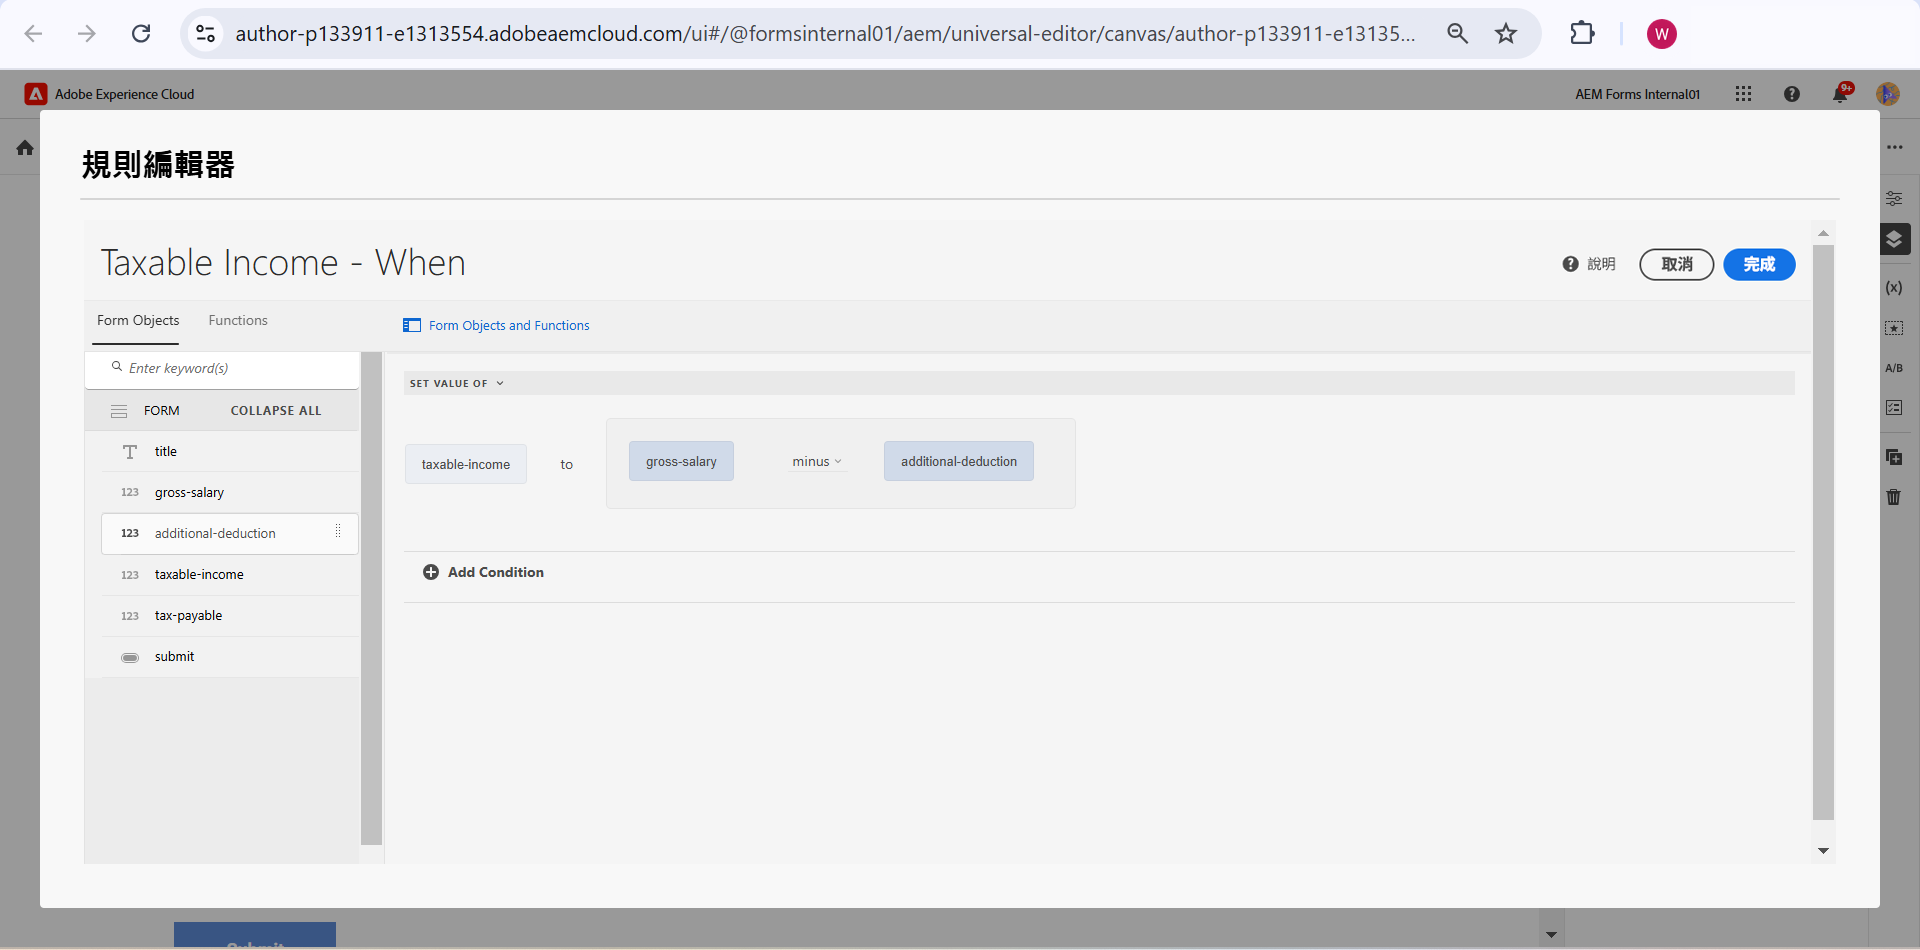 author-p133911-e1313554.adobeaemcloud.com/ui#/@formsinternal01/aem/universal-editor/canvas/author-p133911-e13135...
W
Adobe Experience Cloud
AEM Forms Internal01
9+
規則編輯器
Taxable Income - When
說明
取消
完成
Form Objects
Functions
Form Objects and Functions
Enter keyword(s)
SET VALUE OF
FORM
COLLAPSE ALL
title
123 gross-salary
123 additional-deduction
123 taxable-income
123 tax-payable
submit
taxable-income to gross-salary minus additional-deduction
Add Condition
(x)
A/B
Submit